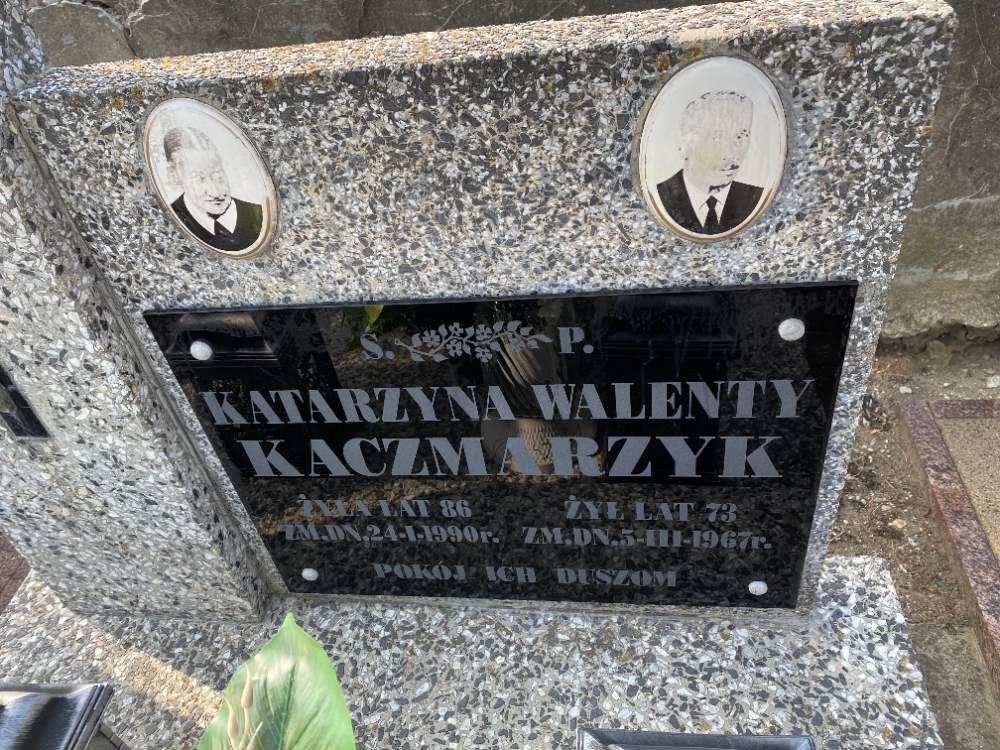 Ś. P.
KATARZYNA WALENTY
KACZMARZYK
ŻYŁA LAT 86 ŻYŁ LAT 73
ZM.DN.24-I-1990r. ZM.DN.5-III-1967r.
POKÓJ ICH DUSZOM